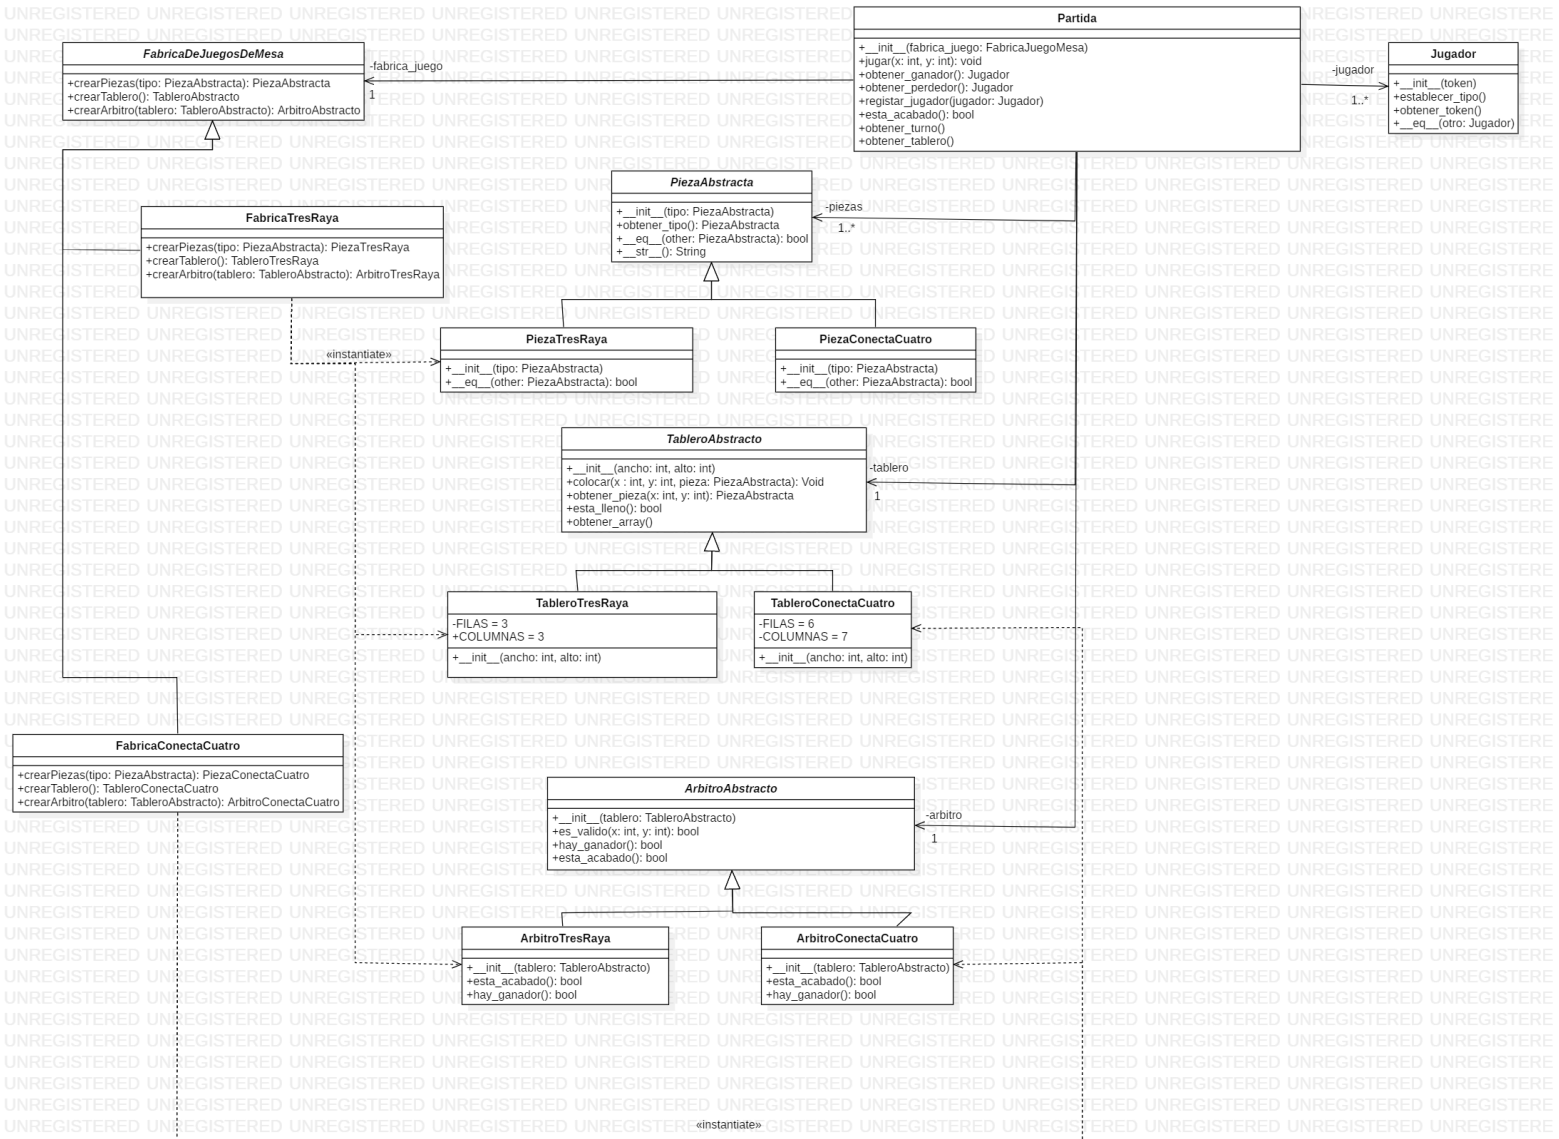 Partida
+__init__(fabrica_juego: FabricaJuegoMesa)
+jugar(x: int, y: int): void
+obtener_ganador(): Jugador
+obtener_perdedor(): Jugador
+registar_jugador(jugador: Jugador)
+esta_acabado(): bool
+obtener_turno()
+obtener_tablero()
FabricaDeJuegosDeMesa
+crearPiezas(tipo: PiezaAbstracta): PiezaAbstracta
+crearTablero(): TableroAbstracto
+crearArbitro(tablero: TableroAbstracto): ArbitroAbstracto
-fabrica_juego
1
-jugador
1..*
Jugador
+__init__(token)
+establecer_tipo()
+obtener_token()
+__eq__(otro: Jugador)
PiezaAbstracta
+__init__(tipo: PiezaAbstracta)
+obtener_tipo(): PiezaAbstracta
+__eq__(other: PiezaAbstracta): bool
+__str__(): String
-piezas
1..*
FabricaTresRaya
+crearPiezas(tipo: PiezaAbstracta): PiezaTresRaya
+crearTablero(): TableroTresRaya
+crearArbitro(tablero: TableroAbstracto): ArbitroTresRaya
«instantiate»
PiezaTresRaya
+__init__(tipo: PiezaAbstracta)
+__eq__(other: PiezaAbstracta): bool
PiezaConectaCuatro
+__init__(tipo: PiezaAbstracta)
+__eq__(other: PiezaAbstracta): bool
TableroAbstracto
+__init__(ancho: int, alto: int)
+colocar(x : int, y: int, pieza: PiezaAbstracta): Void
+obtener_pieza(x: int, y: int): PiezaAbstracta
+esta_lleno(): bool
+obtener_array()
-tablero
1
TableroTresRaya
-FILAS = 3
+COLUMNAS = 3
+__init__(ancho: int, alto: int)
TableroConectaCuatro
-FILAS = 6
-COLUMNAS = 7
+__init__(ancho: int, alto: int)
FabricaConectaCuatro
+crearPiezas(tipo: PiezaAbstracta): PiezaConectaCuatro
+crearTablero(): TableroConectaCuatro
+crearArbitro(tablero: TableroAbstracto): ArbitroConectaCuatro
ArbitroAbstracto
+__init__(tablero: TableroAbstracto)
+es_valido(x: int, y: int): bool
+hay_ganador(): bool
+esta_acabado(): bool
-arbitro
1
ArbitroTresRaya
+__init__(tablero: TableroAbstracto)
+esta_acabado(): bool
+hay_ganador(): bool
ArbitroConectaCuatro
+__init__(tablero: TableroAbstracto)
+esta_acabado(): bool
+hay_ganador(): bool
«instantiate»
UNREGISTERED